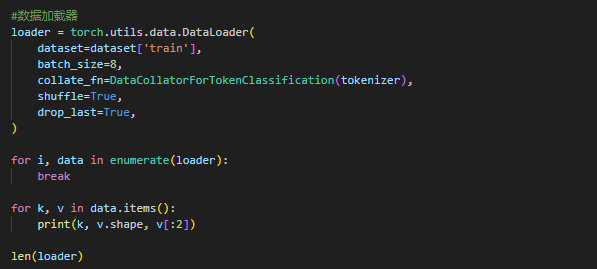 #数据加载器
loader = torch.utils.data.DataLoader(
    dataset=dataset['train'],
    batch_size=8,
    collate_fn=DataCollatorForTokenClassification(tokenizer),
    shuffle=True,
    drop_last=True,
)

for i, data in enumerate(loader):
    break

for k, v in data.items():
    print(k, v.shape, v[:2])

len(loader)